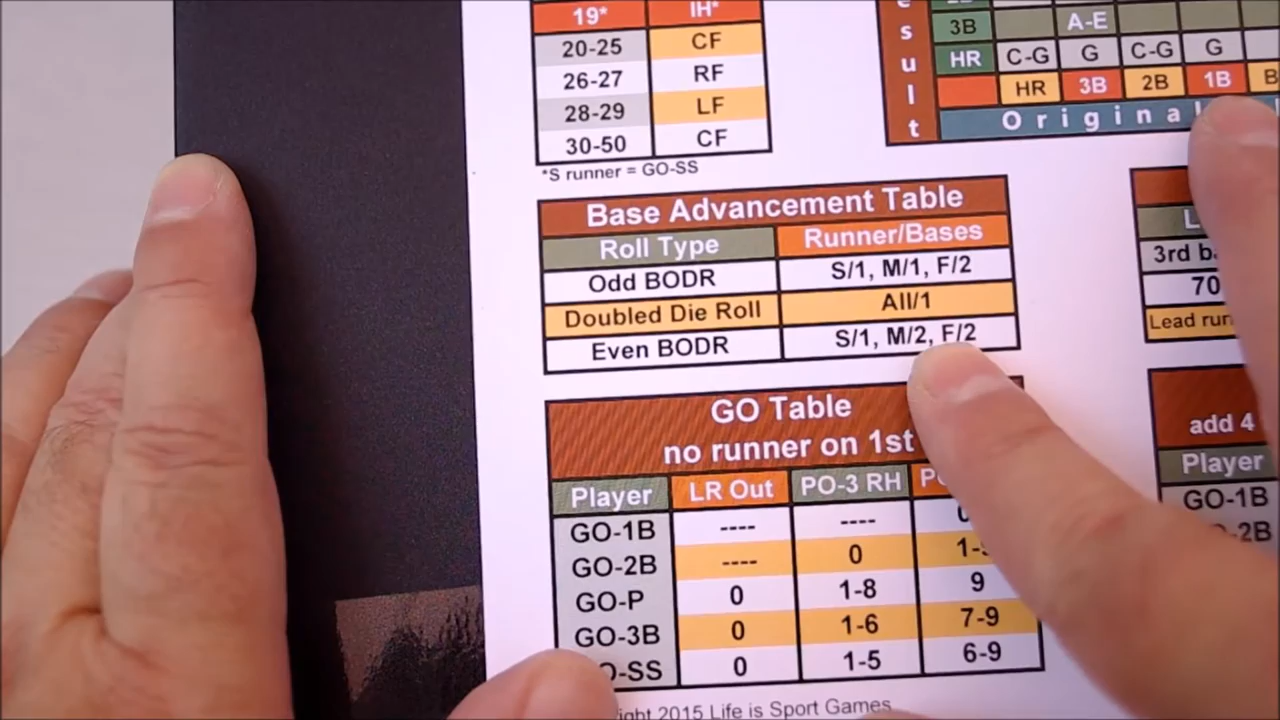 19* IH*
20-25 CF
26-27 RF
28-29 LF
30-50 CF
*S runner = GO-SS
e
s
u
l
t
3B A-E
HR C-G G C-G G
HR 3B 2B 1B B
Original
Base Advancement Table
Roll Type Runner/Bases
Odd BODR S/1, M/1, F/2
Doubled Die Roll All/1
Even BODR S/1, M/2, F/2
GO Table
no runner on 1st
Player LR Out PO-3 RH
GO-1B ---- ----
GO-2B ---- 0
GO-P 0 1-8 9
GO-3B 0 1-6 7-9
O-SS 0 1-5 6-9
ight 2015 Life is Sport Games
L
3rd b
70
Lead run
add 4
Player
GO-1B
-2B